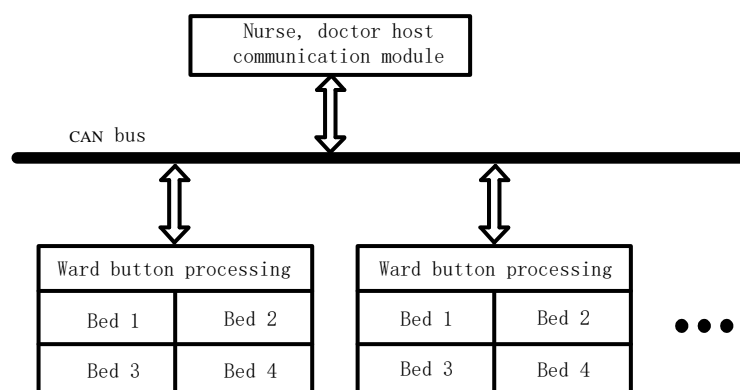 Nurse, doctor host
communication module
CAN bus
Ward button processing
Bed 1
Bed 2
Bed 3
Bed 4
Ward button processing
Bed 1
Bed 2
Bed 3
Bed 4